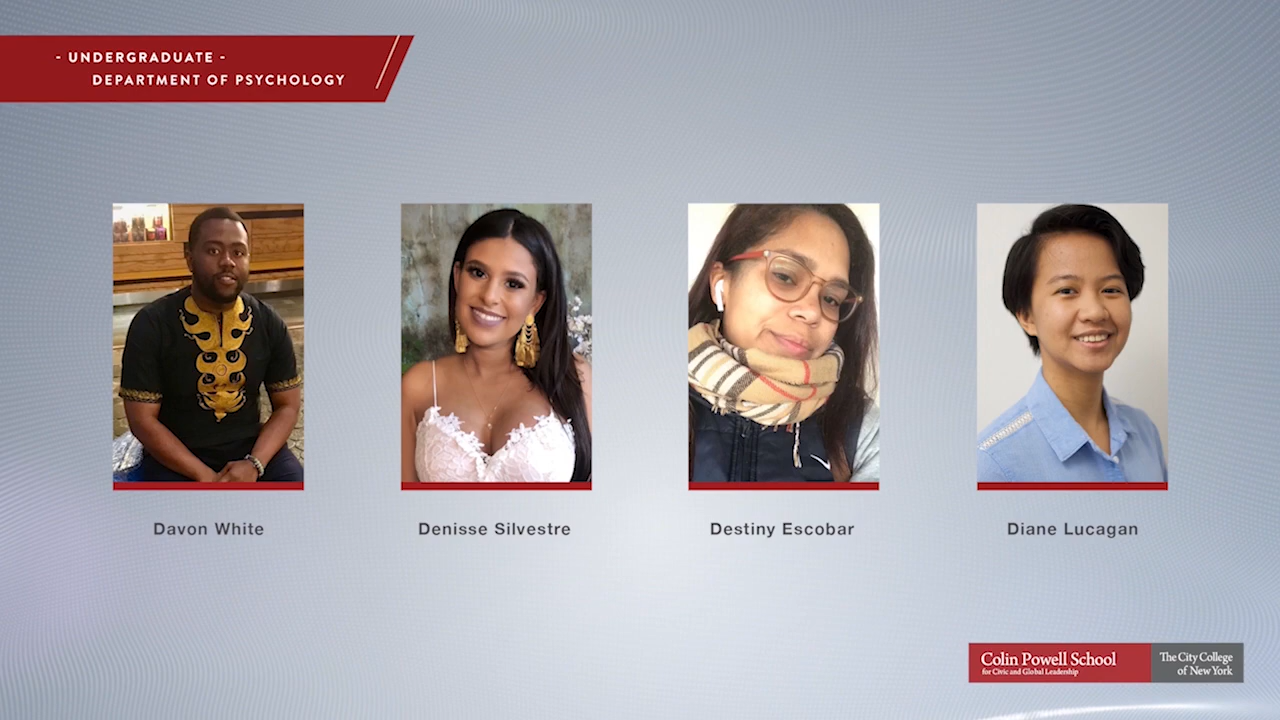 - UNDERGRADUATE -
DEPARTMENT OF PSYCHOLOGY
Davon White
Denisse Silvestre
Destiny Escobar
Diane Lucagan
Colin Powell School
for Civic and Global Leadership
The City College
of New York